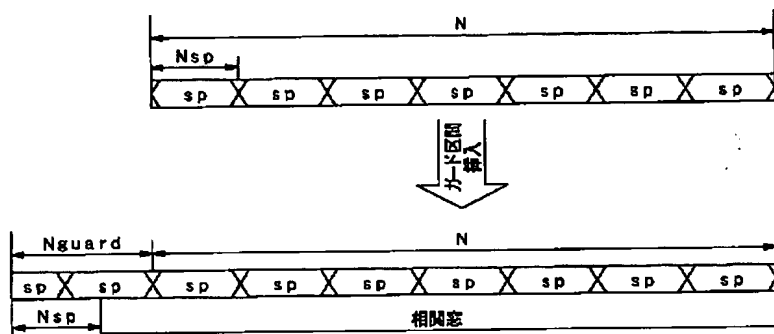 N
Nsp
sp sp sp sp sp sp sp
ガード区間
挿入
Nguard
N
sp sp sp sp sp sp sp sp sp
Nsp
相関窓